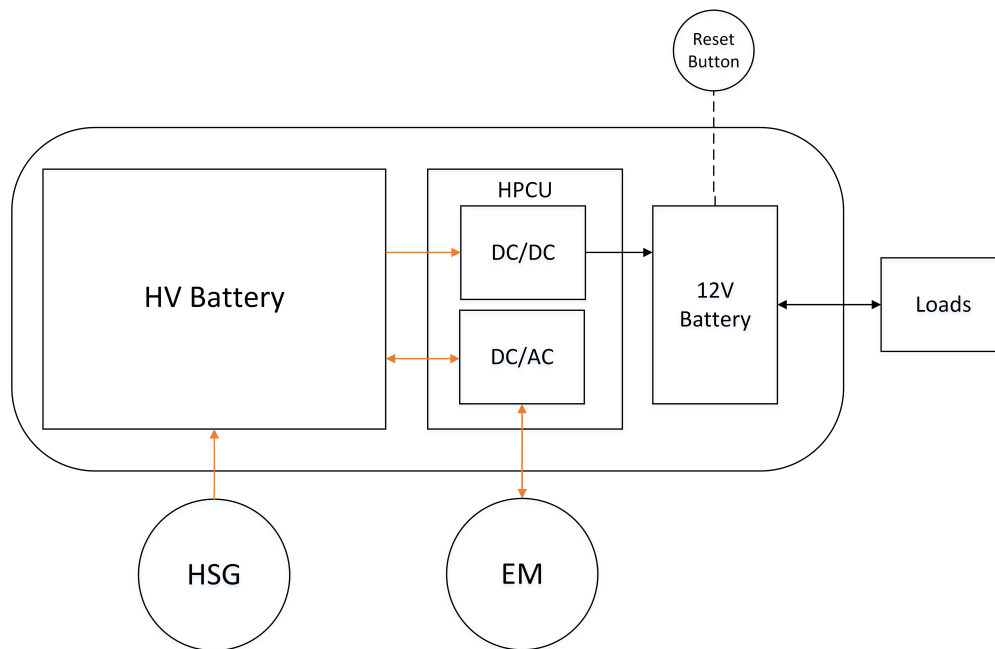 Reset
Button
HPCU
HV Battery
DC/DC
12V
Battery
Loads
DC/AC
HSG
EM